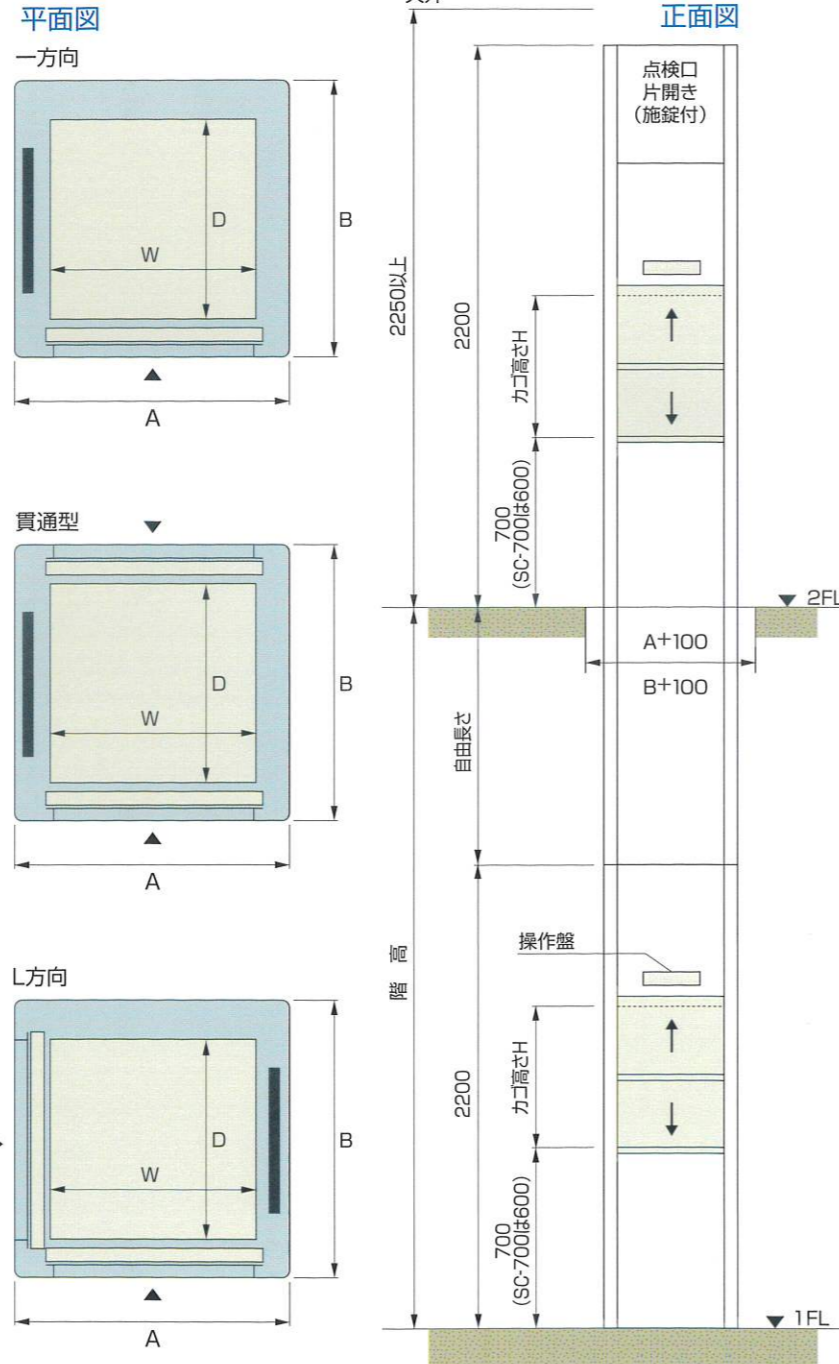 平面図
一方向
D
W
B
A
貫通型
D
W
B
A
L方向
D
W
B
A
正面図
点検口
片開き
(施錠付)
2250以上
2200
カゴ高さH
700
(SC-700は600)
2FL
A+100
B+100
自由長さ
階 高
操作盤
2200
カゴ高さH
700
(SC-700は600)
1FL